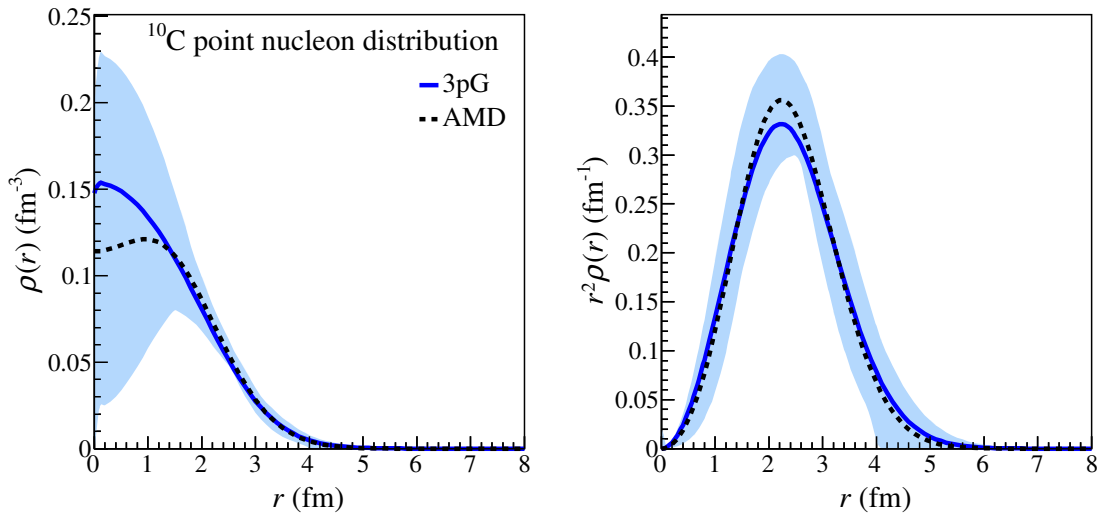 0.25
0.2
0.15
0.1
0.05
0
ρ(r) (fm⁻³)
¹⁰C point nucleon distribution
3pG
AMD
0 1 2 3 4 5 6 7 8
r (fm)
0.4
0.35
0.3
0.25
0.2
0.15
0.1
0.05
0
r²ρ(r) (fm⁻¹)
0 1 2 3 4 5 6 7 8
r (fm)